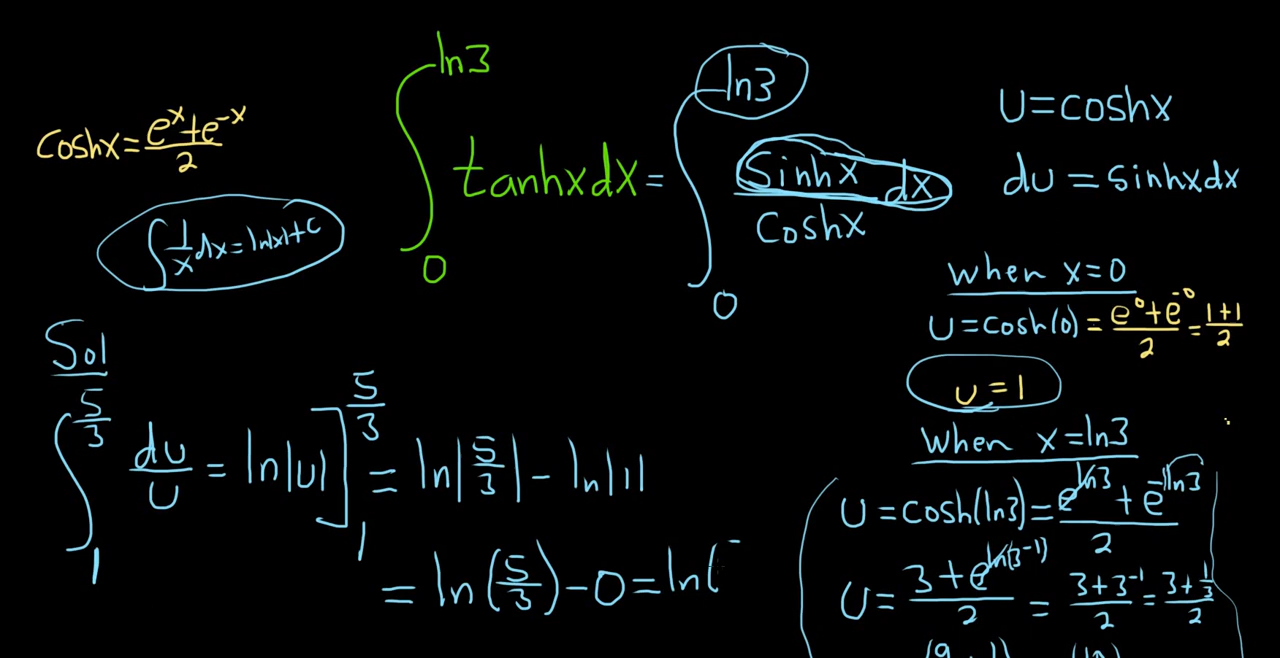 coshx = (e^x + e^-x)/2
∫ 1/x dx = ln|x| + C
∫_0^ln3 tanhxdx = ∫_0^ln3 Sinhx dx / Coshx
U = coshx
du = sinhxdx
when x=0
U = cosh(0) = (e^0 + e^-0)/2 = (1+1)/2
U = 1
when x = ln3
U = cosh(ln3) = (e^ln3 + e^-1ln3)/2
U = (3 + e^ln(3^-1))/2 = (3 + 3^-1)/2 = (3 + 1/3)/2
Sol
∫_1^5/3 du/U = ln|U| ]_1^5/3 = ln|5/3| - ln|1|
= ln(5/3) - 0 = ln(